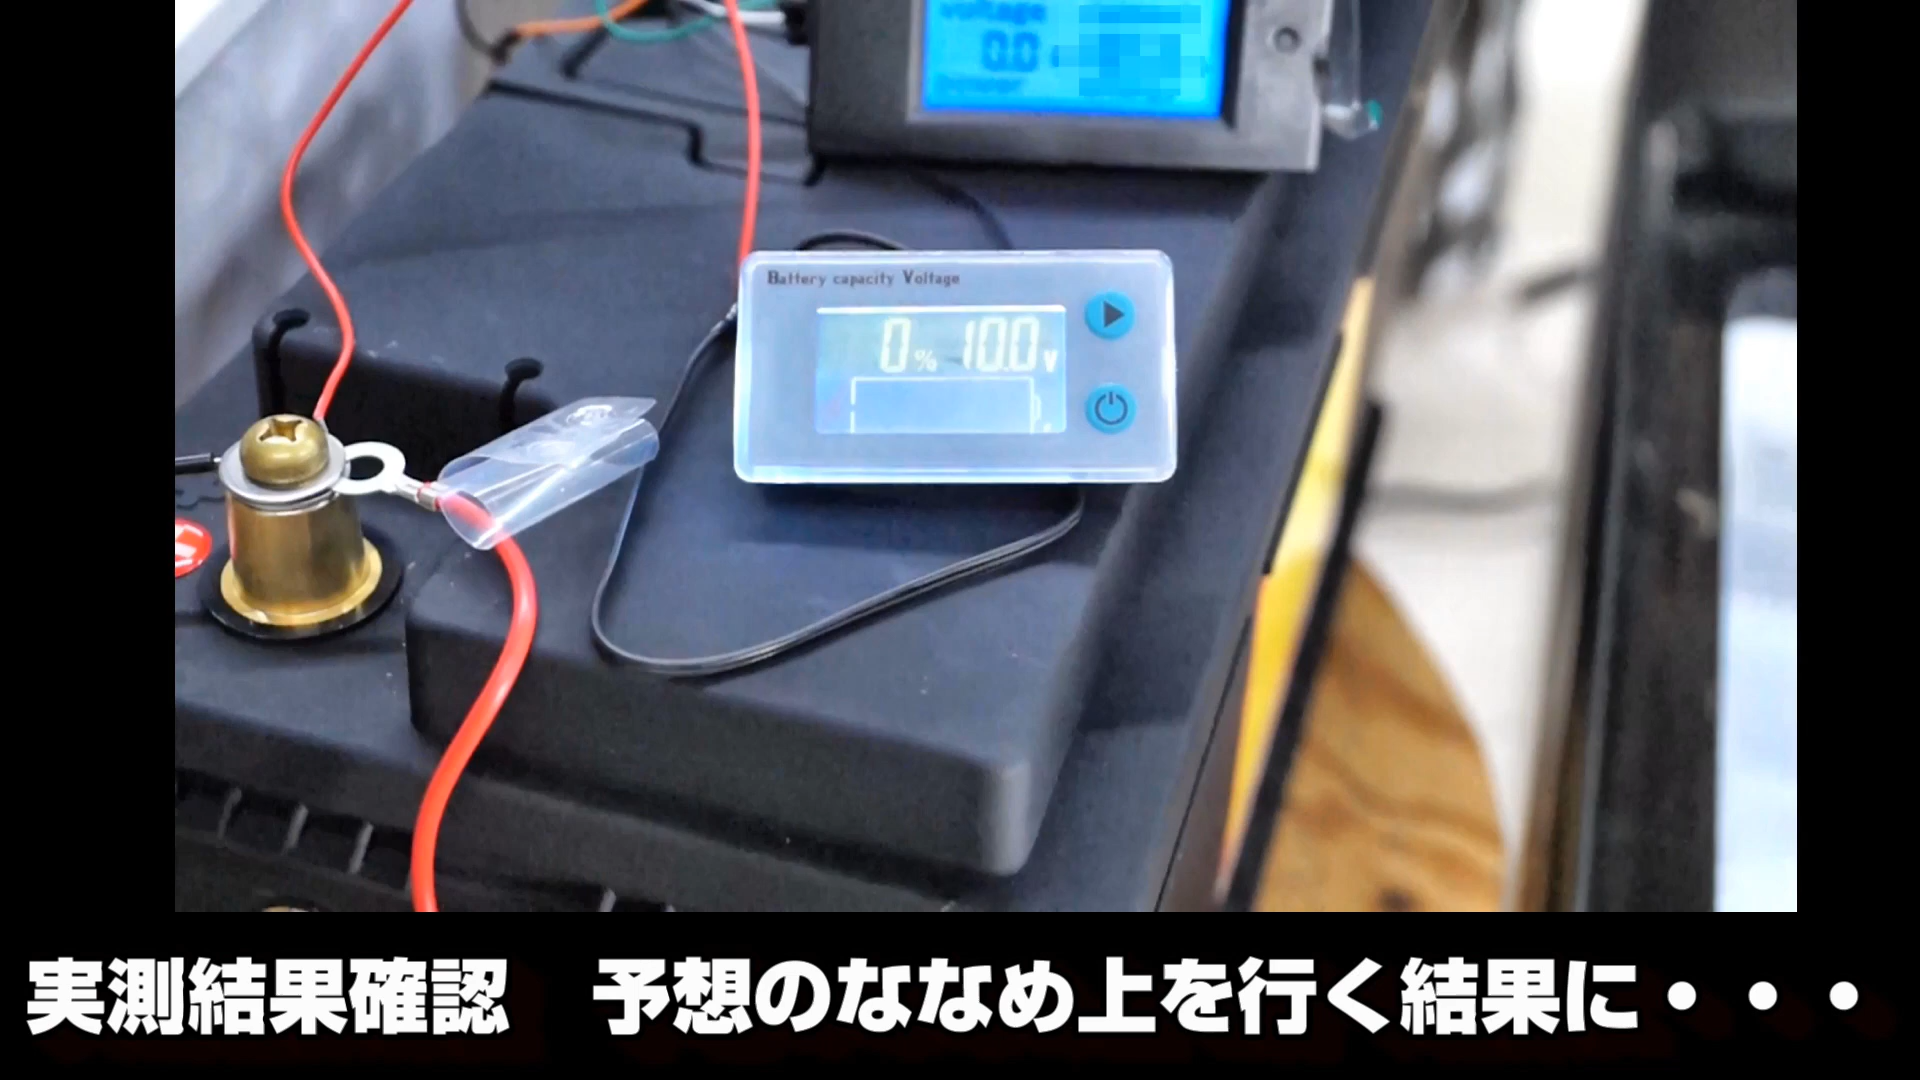 voltage
0.0
power
Battery capacity Voltage
0% 10.0V
実測結果確認　予想のななめ上を行く結果に・・・